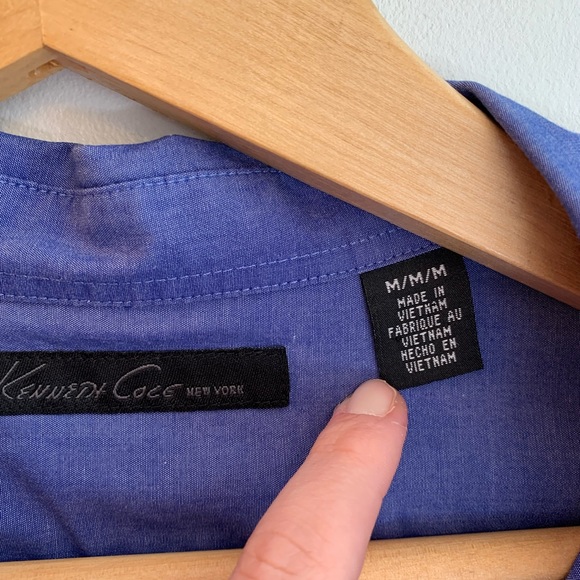 M/M/M
MADE IN
VIETNAM
FABRIQUE AU
VIETNAM
HECHO EN
VIETNAM
KENNETH COLE NEW YORK